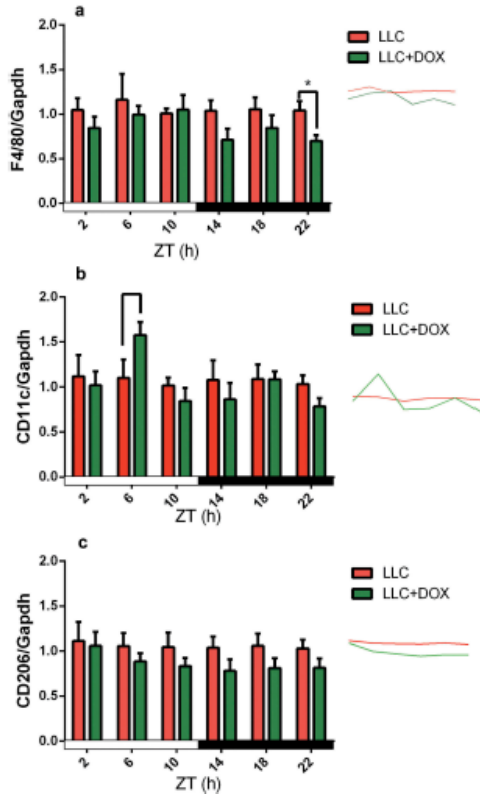 a
LLC
LLC+DOX
F4/80/Gapdh
2.0
1.5
1.0
0.5
0.0
*
2 6 10 14 18 22
ZT (h)
b
LLC
LLC+DOX
CD11c/Gapdh
2.0
1.5
1.0
0.5
0.0
2 6 10 14 18 22
ZT (h)
c
LLC
LLC+DOX
CD206/Gapdh
2.0
1.5
1.0
0.5
0.0
2 6 10 14 18 22
ZT (h)